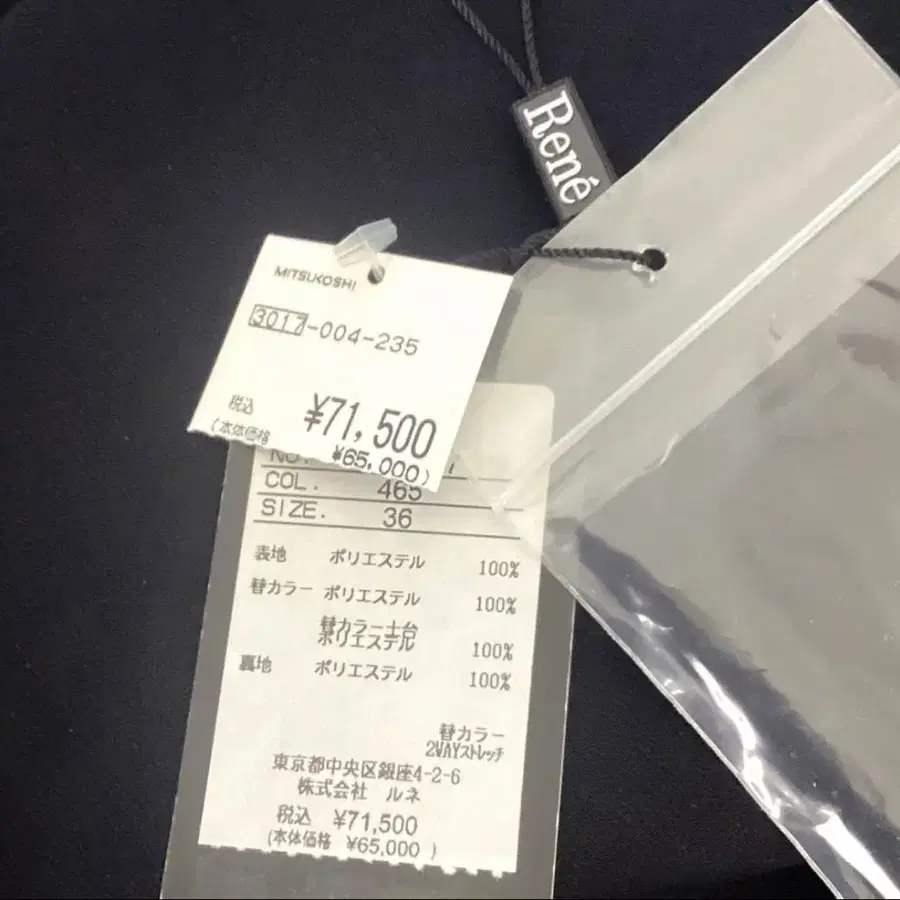 René
MITSUKOSHI
3017-004-235
税込 ¥71,500
(本体価格 ¥65,000)
NO.
COL. 465
SIZE. 36
表地 ポリエステル 100%
替カラー ポリエステル 100%
替カラー土台
ポリエステル 100%
裏地 ポリエステル 100%
替カラー
2WAYストレッチ
東京都中央区銀座4-2-6
株式会社 ルネ
税込 ¥71,500
(本体価格 ¥65,000 )